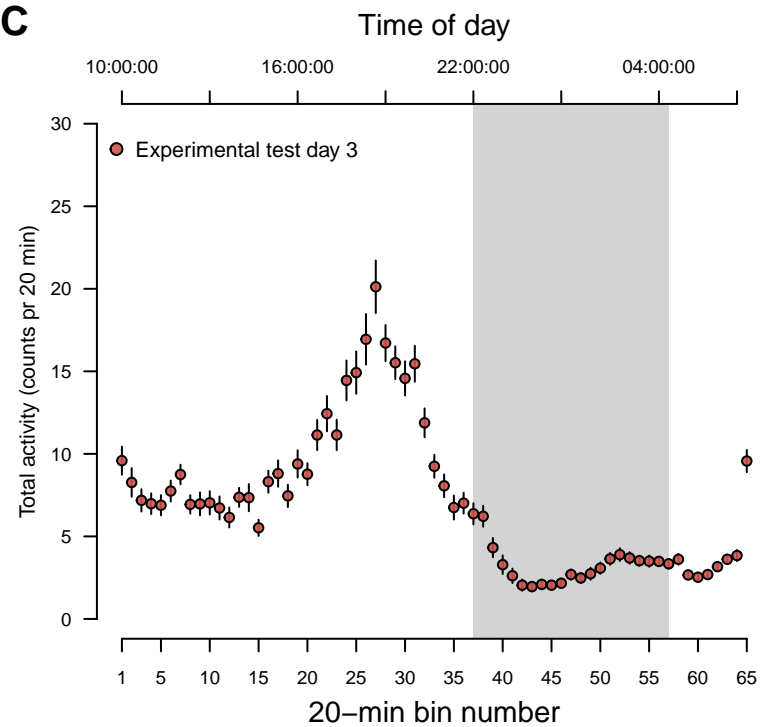 C
Time of day
10:00:00 16:00:00 22:00:00 04:00:00
30
Experimental test day 3
25
20
15
10
5
0
Total activity (counts pr 20 min)
1 5 10 15 20 25 30 35 40 45 50 55 60 65
20−min bin number